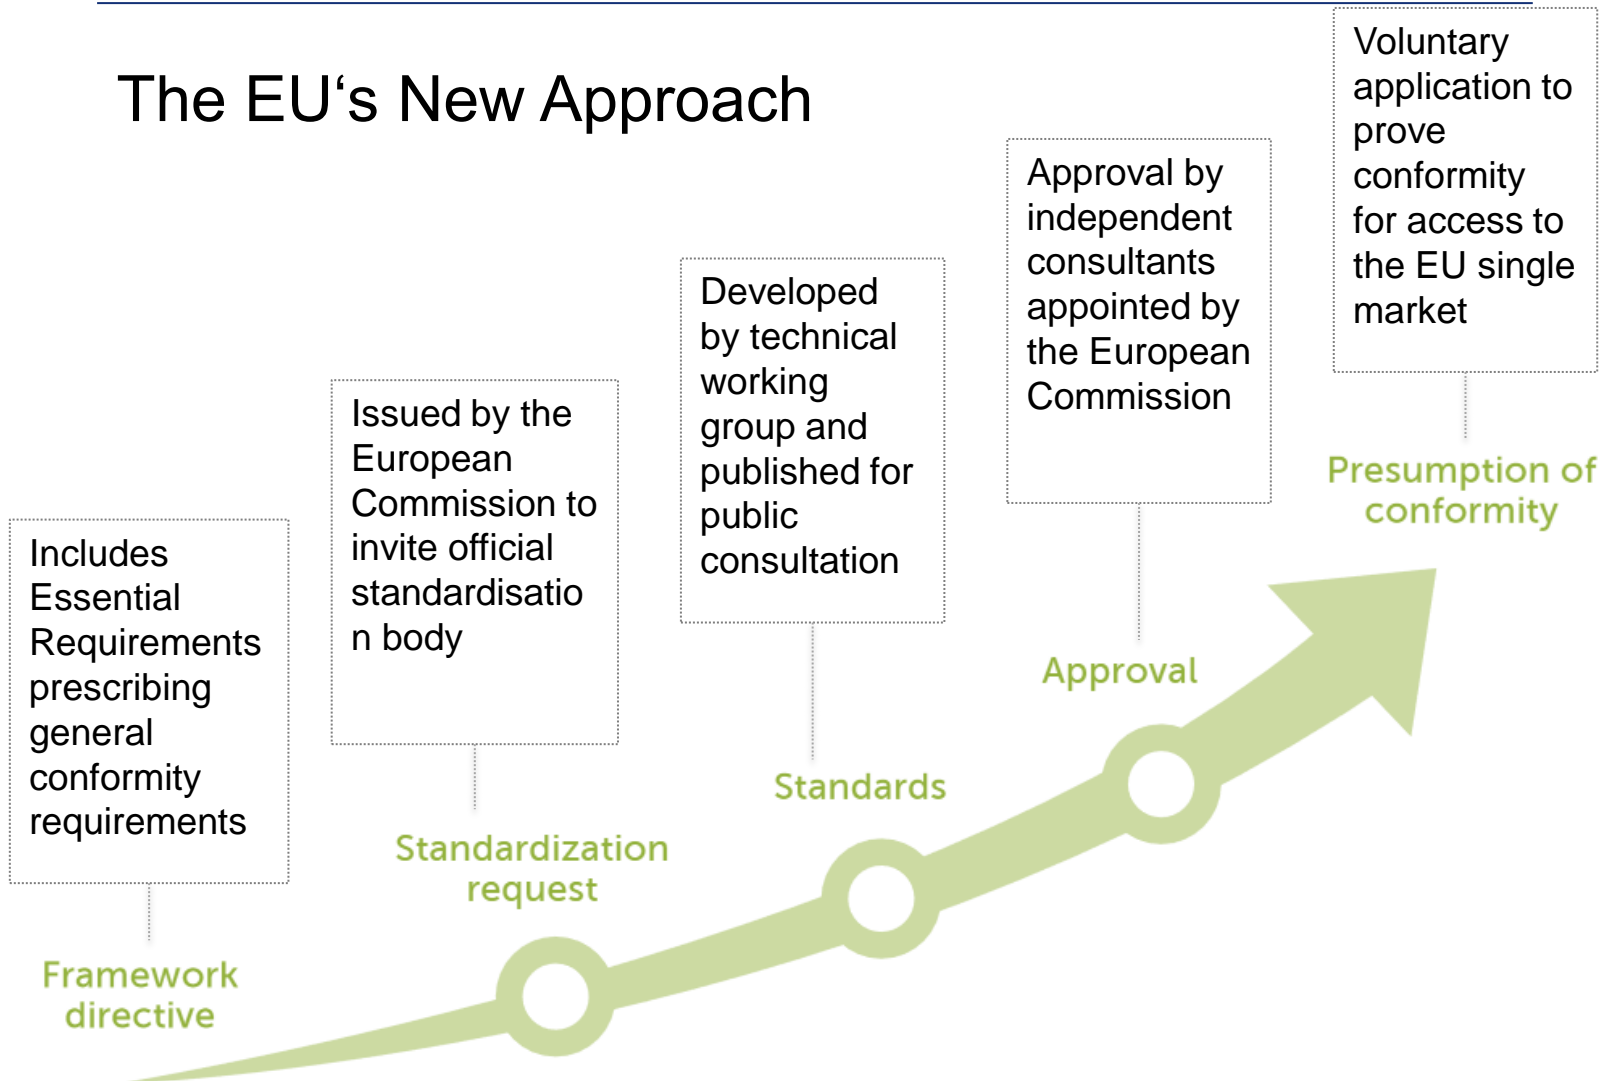 The EU‘s New Approach
Includes
Essential
Requirements
prescribing
general
conformity
requirements
Framework
directive
Issued by the
European
Commission to
invite official
standardisatio
n body
Standardization
request
Developed
by technical
working
group and
published for
public
consultation
Standards
Approval by
independent
consultants
appointed by
the European
Commission
Approval
Voluntary
application to
prove
conformity
for access to
the EU single
market
Presumption of
conformity